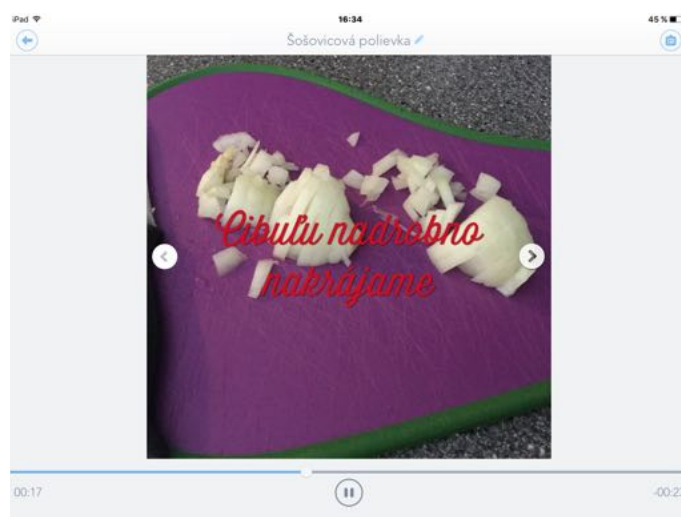 iPad 16:34 45 %
Šošovicová polievka
Cibuľu nadrobno
nakrájame
00:17